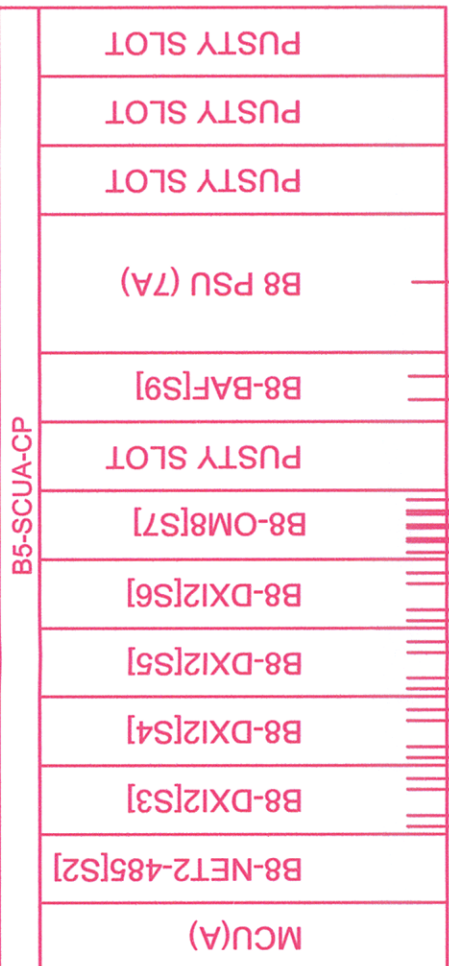 MCU(A)
B8-NET2-485[S2]
B8-DXI2[S3]
B8-DXI2[S4]
B8-DXI2[S5]
B8-DXI2[S6]
B8-OM8[S7]
PUSTY SLOT
B8-BAF[S9]
B8 PSU (7A)
PUSTY SLOT
PUSTY SLOT
PUSTY SLOT
B5-SCUA-CP